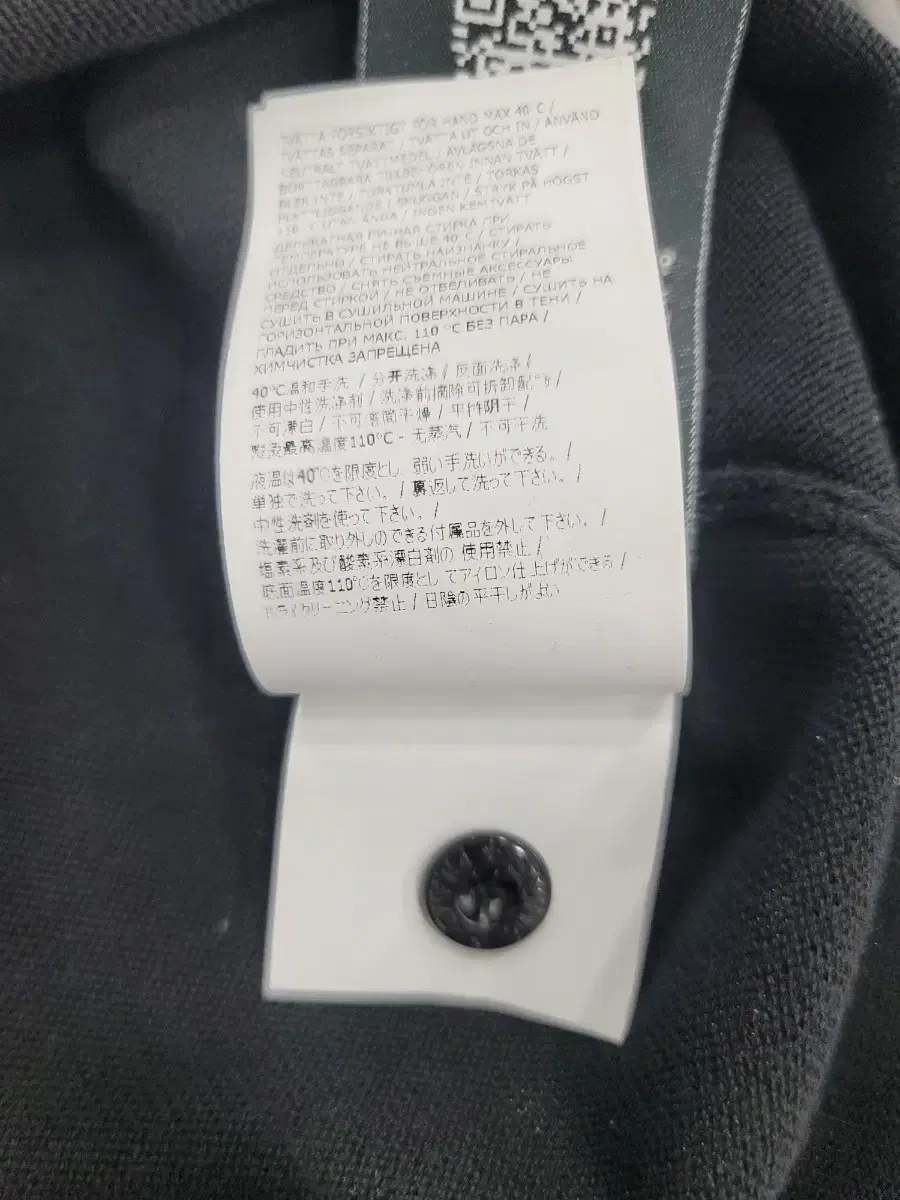 TVÄTTA FÖRSIKTIGT FÖR HAND MAX 40 C /
TVÄTTAS SEPARAT / TVÄTTA UT OCH IN / ANVÄND
NEUTRALT TVÄTTMEDEL / AVLÄGSNA DE
BORTTAGBARA TILLBEHÖREN INNAN TVÄTT /
BLEK INTE / TORKTUMLA INTE / TORKAS
PLATTLIGGANDE I SKUGGAN / STRYK PÅ HÖGST
110 °C UTAN ÅNGA / INGEN KEMTVÄTT
ДЕЛИКАТНАЯ РУЧНАЯ СТИРКА ПРИ
ТЕМПЕРАТУРЕ НЕ ВЫШЕ 40 °C / СТИРАТЬ
ОТДЕЛЬНО / СТИРАТЬ НАИЗНАНКУ /
ИСПОЛЬЗОВАТЬ НЕЙТРАЛЬНОЕ СТИРАЛЬНОЕ
СРЕДСТВО / СНЯТЬ СЪЕМНЫЕ АКСЕССУАРЫ
ПЕРЕД СТИРКОЙ / НЕ ОТБЕЛИВАТЬ / НЕ
СУШИТЬ В СУШИЛЬНОЙ МАШИНЕ / СУШИТЬ НА
ГОРИЗОНТАЛЬНОЙ ПОВЕРХНОСТИ В ТЕНИ /
ГЛАДИТЬ ПРИ МАКС. 110 °C БЕЗ ПАРА /
ХИМЧИСТКА ЗАПРЕЩЕНА
40°C温和手洗 / 分开洗涤 / 反面洗涤 /
使用中性洗涤剂 / 洗涤前摘除可拆卸配件 /
不可漂白 / 不可滚筒干燥 / 平摊阴干 /
熨烫最高温度110°C - 无蒸汽 / 不可干洗
液温は40℃を限度とし、弱い手洗いができる。 /
単独で洗って下さい。 / 裏返して洗って下さい。 /
中性洗剤を使って下さい。 /
洗濯前に取り外しのできる付属品を外して下さい。 /
塩素系及び酸素系漂白剤の 使用禁止 /
底面温度110℃を限度とし てアイロン仕上げができる /
ドライクリーニング禁止 / 日陰の平干しがよい